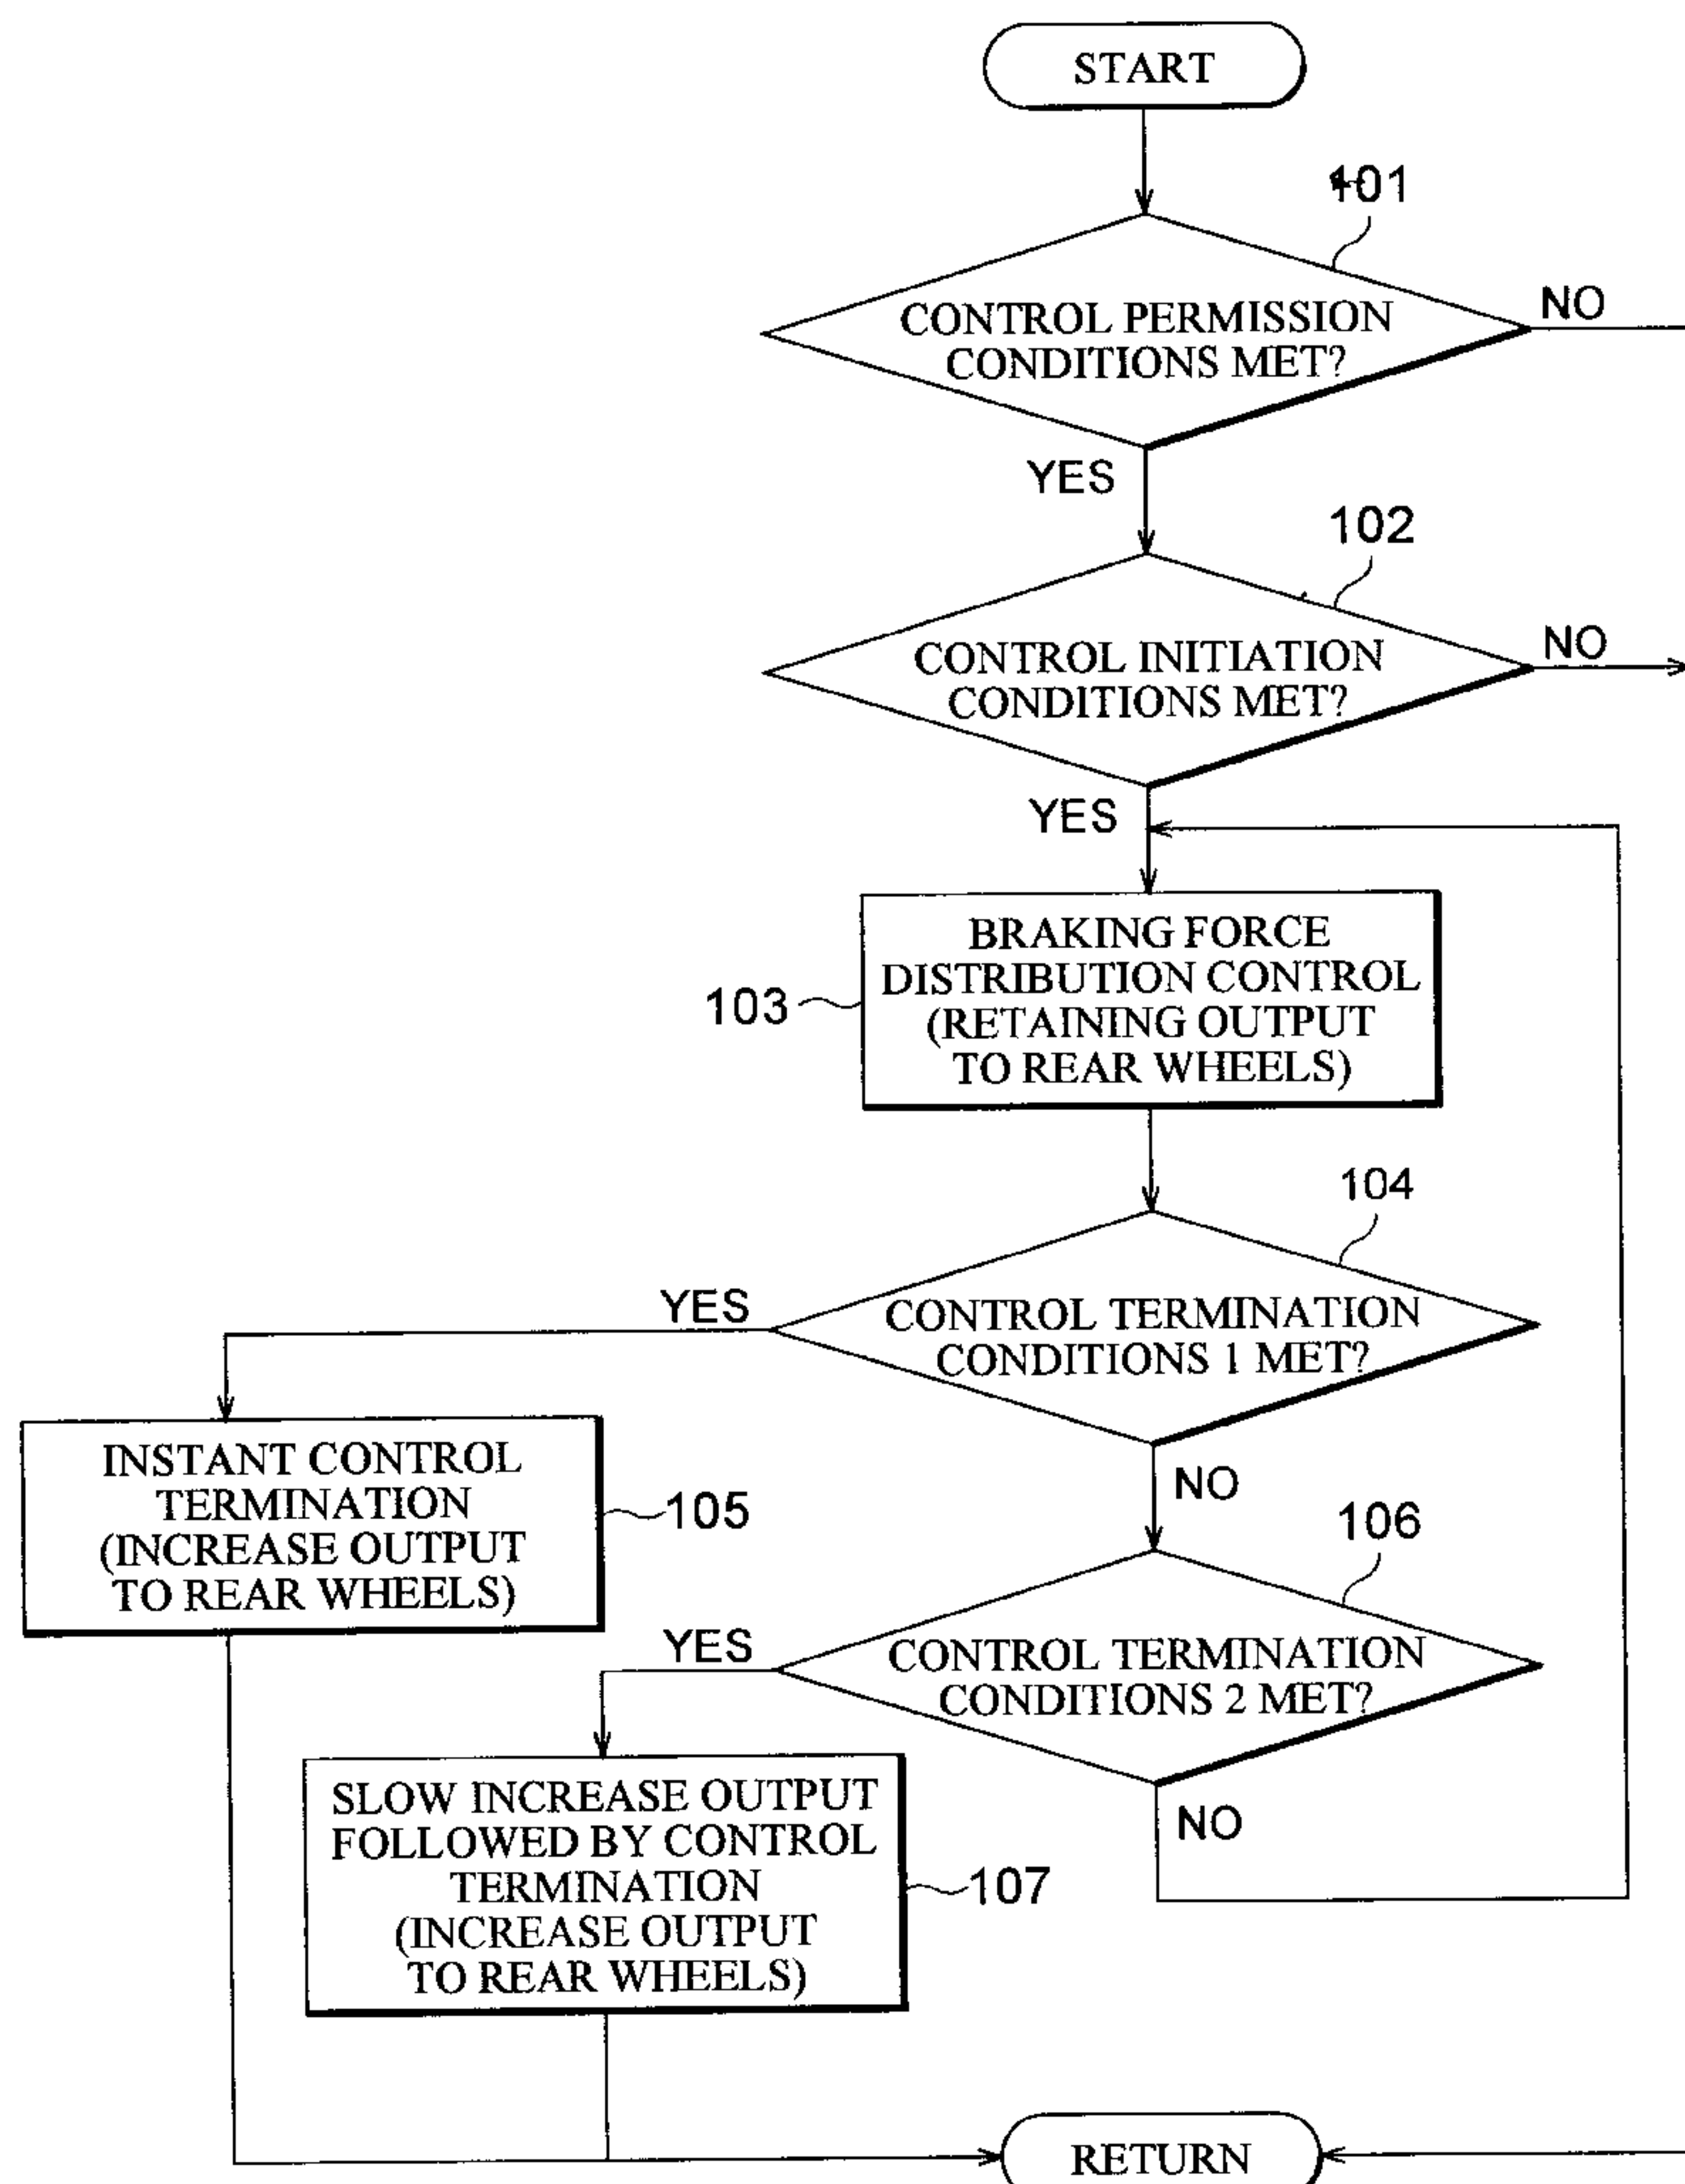 START
101
CONTROL PERMISSION
CONDITIONS MET?
NO
YES
102
CONTROL INITIATION
CONDITIONS MET?
NO
YES
103
BRAKING FORCE
DISTRIBUTION CONTROL
(RETAINING OUTPUT
TO REAR WHEELS)
104
CONTROL TERMINATION
CONDITIONS 1 MET?
YES
INSTANT CONTROL
TERMINATION
(INCREASE OUTPUT
TO REAR WHEELS)
105
NO
106
CONTROL TERMINATION
CONDITIONS 2 MET?
YES
SLOW INCREASE OUTPUT
FOLLOWED BY CONTROL
TERMINATION
(INCREASE OUTPUT
TO REAR WHEELS)
107
NO
RETURN